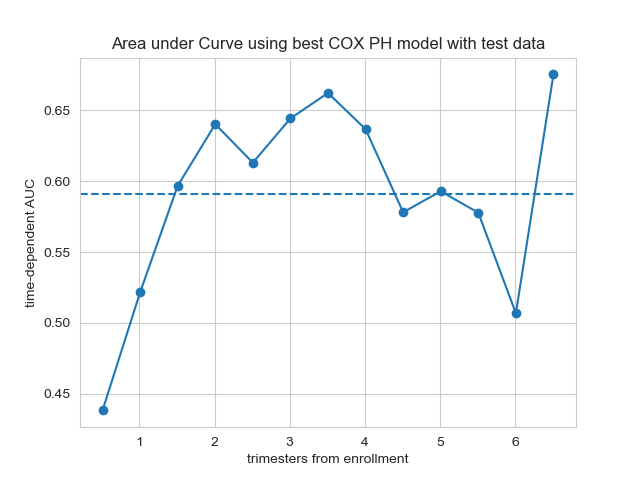 Area under Curve using best COX PH model with test data
time-dependent AUC
0.65
0.60
0.55
0.50
0.45
1 2 3 4 5 6
trimesters from enrollment